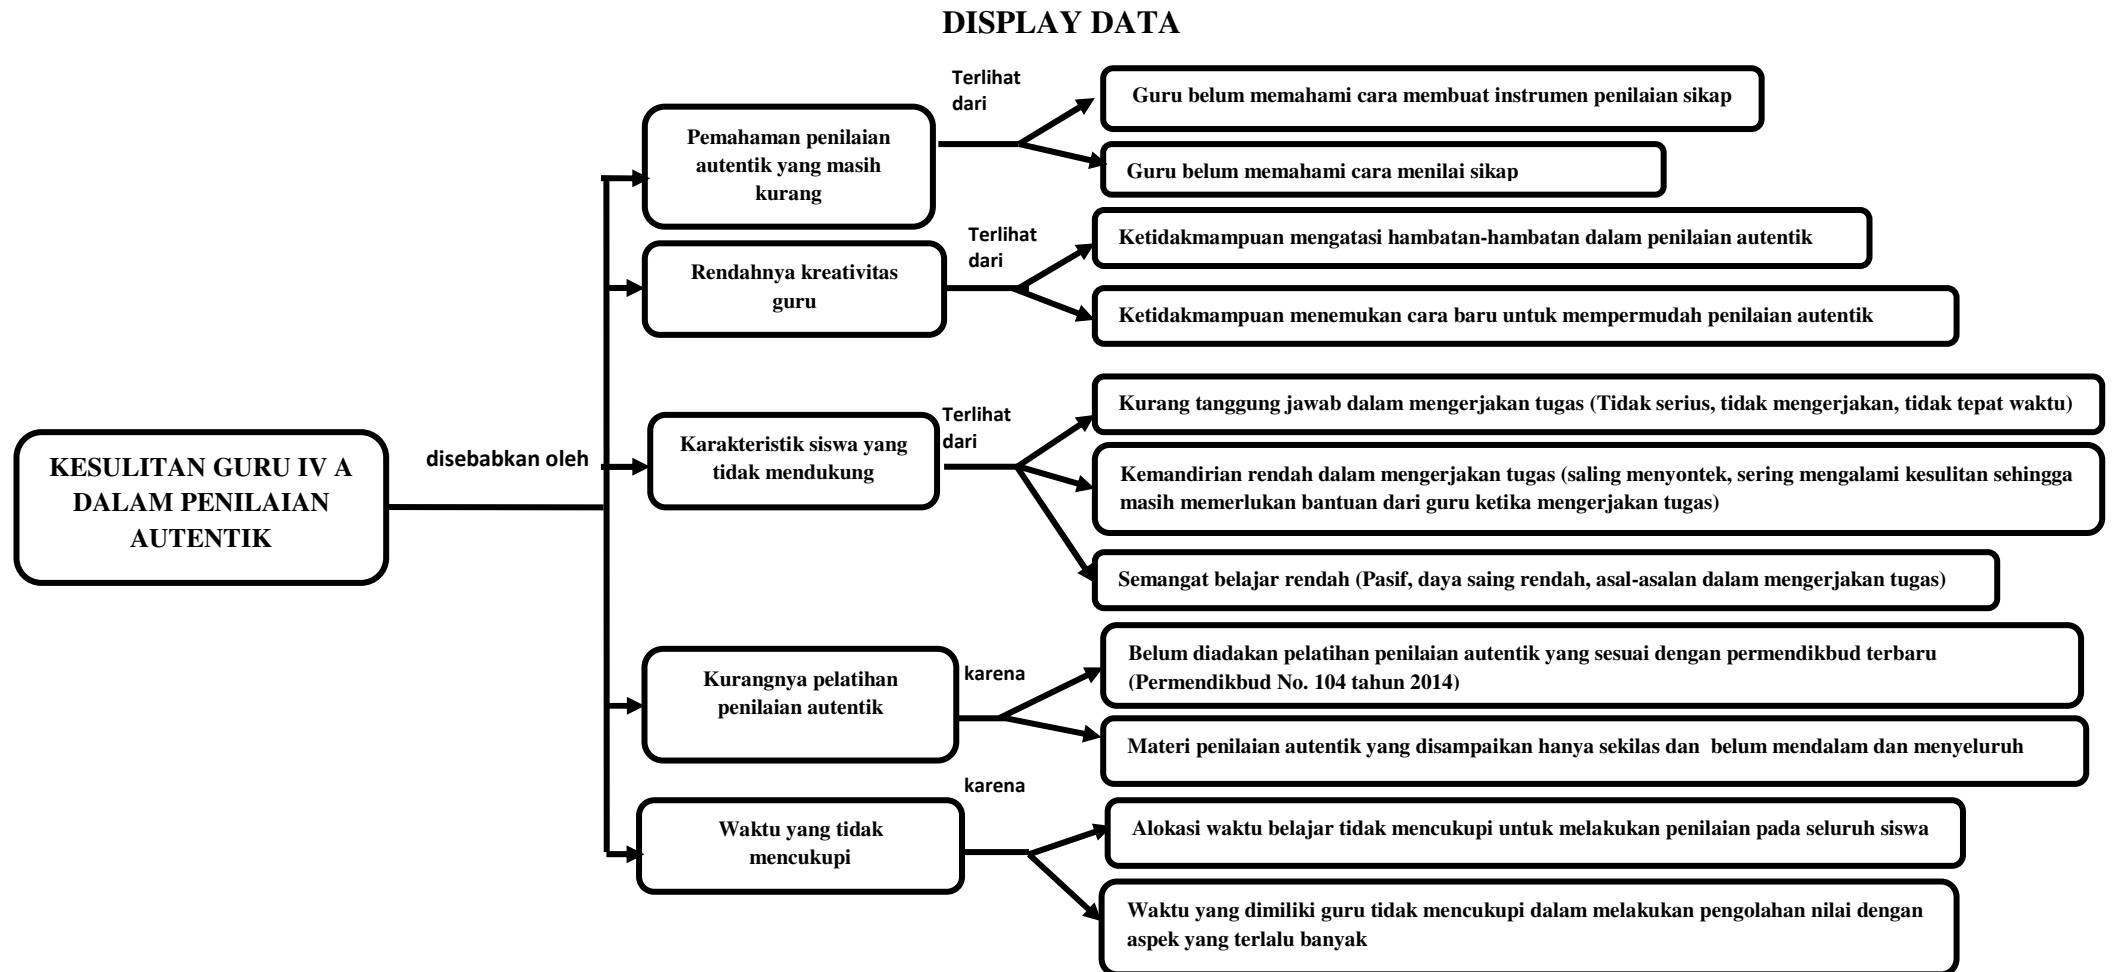 DISPLAY DATA
KESULITAN GURU IV A
DALAM PENILAIAN
AUTENTIK
disebabkan oleh
Pemahaman penilaian
autentik yang masih
kurang
Terlihat
dari
Guru belum memahami cara membuat instrumen penilaian sikap
Guru belum memahami cara menilai sikap
Rendahnya kreativitas
guru
Terlihat
dari
Ketidakmampuan mengatasi hambatan-hambatan dalam penilaian autentik
Ketidakmampuan menemukan cara baru untuk mempermudah penilaian autentik
Karakteristik siswa yang
tidak mendukung
Terlihat
dari
Kurang tanggung jawab dalam mengerjakan tugas (Tidak serius, tidak mengerjakan, tidak tepat waktu)
Kemandirian rendah dalam mengerjakan tugas (saling menyontek, sering mengalami kesulitan sehingga
masih memerlukan bantuan dari guru ketika mengerjakan tugas)
Semangat belajar rendah (Pasif, daya saing rendah, asal-asalan dalam mengerjakan tugas)
Kurangnya pelatihan
penilaian autentik
karena
Belum diadakan pelatihan penilaian autentik yang sesuai dengan permendikbud terbaru
(Permendikbud No. 104 tahun 2014)
Materi penilaian autentik yang disampaikan hanya sekilas dan  belum mendalam dan menyeluruh
Waktu yang tidak
mencukupi
karena
Alokasi waktu belajar tidak mencukupi untuk melakukan penilaian pada seluruh siswa
Waktu yang dimiliki guru tidak mencukupi dalam melakukan pengolahan nilai dengan
aspek yang terlalu banyak